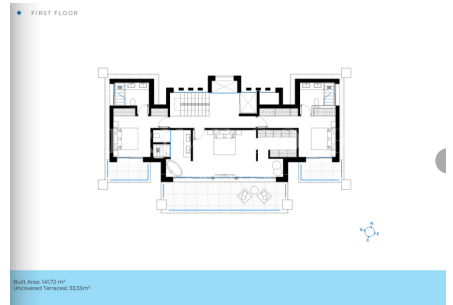 FIRST FLOOR
N
W
E
S
Built Area: 141,72 m²
Uncovered Terraces: 33,55m²